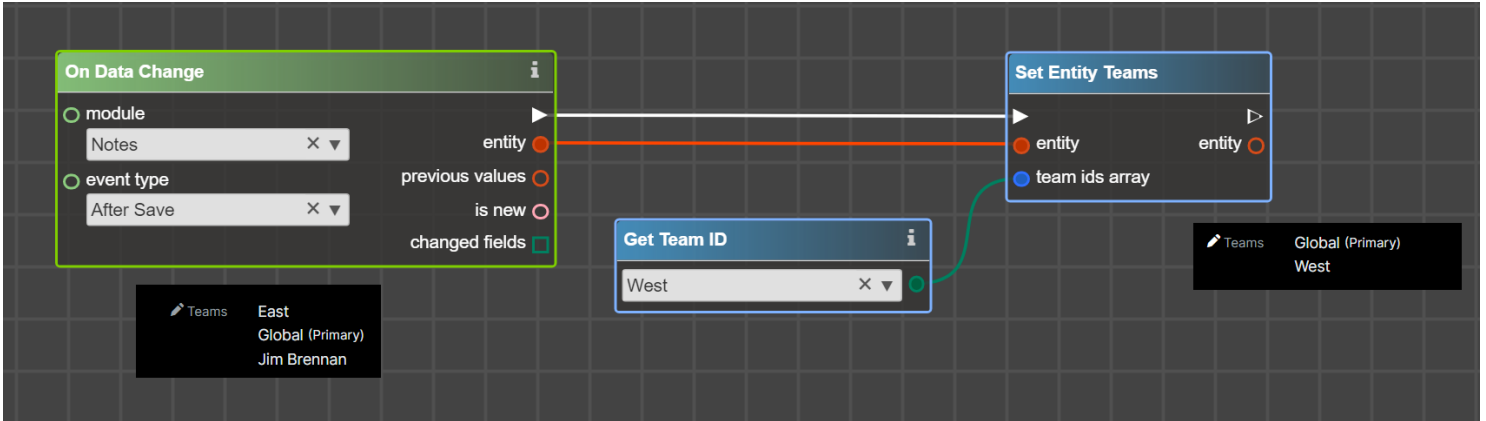 On Data Change
i
module
Notes
entity
event type
previous values
After Save
is new
changed fields
Teams East
Global (Primary)
Jim Brennan
Get Team ID
i
West
Set Entity Teams
entity entity
team ids array
Teams Global (Primary)
West